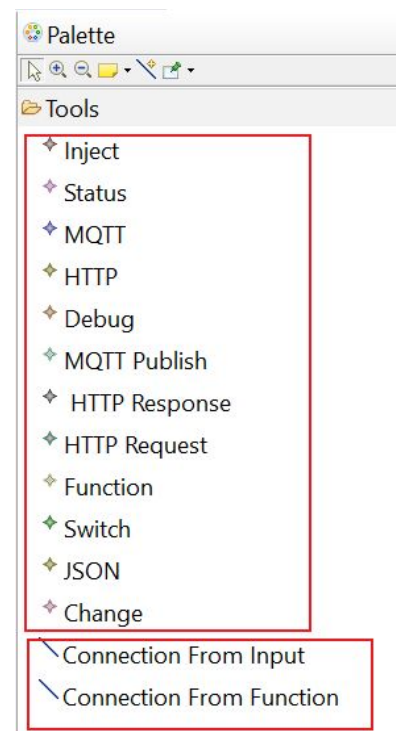 Palette
Tools
Inject
Status
MQTT
HTTP
Debug
MQTT Publish
HTTP Response
HTTP Request
Function
Switch
JSON
Change
Connection From Input
Connection From Function